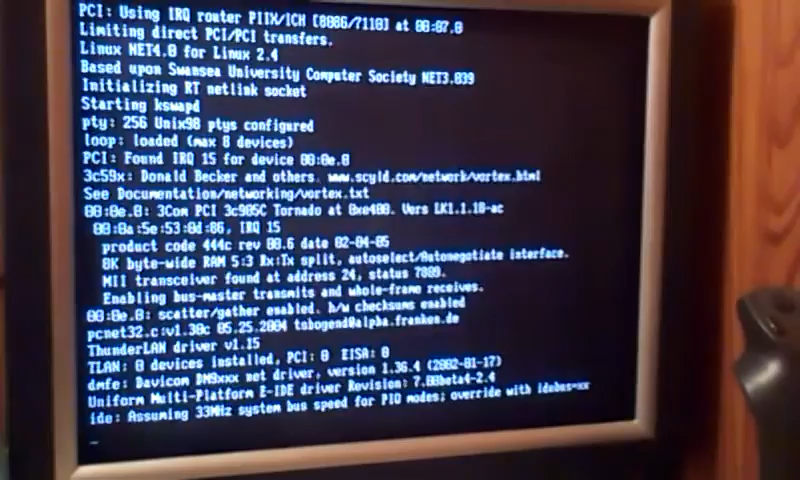 PCI: Using IRQ router PIIX/ICH [8086/7110] at 00:07.0
Limiting direct PCI/PCI transfers.
Linux NET4.0 for Linux 2.4
Based upon Swansea University Computer Society NET3.039
Initializing RT netlink socket
Starting kswapd
pty: 256 Unix98 ptys configured
loop: loaded (max 8 devices)
PCI: Found IRQ 15 for device 00:0e.0
3c59x: Donald Becker and others. www.scyld.com/network/vortex.html
See Documentation/networking/vortex.txt
00:0e.0: 3Com PCI 3c905C Tornado at 0xe400. Vers LK1.1.18-ac
00:0a:5e:53:0d:86, IRQ 15
product code 444c rev 00.6 date 02-04-05
8K byte-wide RAM 5:3 Rx:Tx split, autoselect/Autonegotiate interface.
MII transceiver found at address 24, status 7809.
Enabling bus-master transmits and whole-frame receives.
00:0e.0: scatter/gather enabled. h/w checksums enabled
pcnet32.c:v1.30c 05.25.2004 tsbogend@alpha.franken.de
ThunderLAN driver v1.15
TLAN: 0 devices installed, PCI: 0 EISA: 0
dmfe: Davicom DM9xxx net driver, version 1.36.4 (2002-01-17)
Uniform Multi-Platform E-IDE driver Revision: 7.00beta4-2.4
ide: Assuming 33MHz system bus speed for PIO modes; override with idebus=xx
_